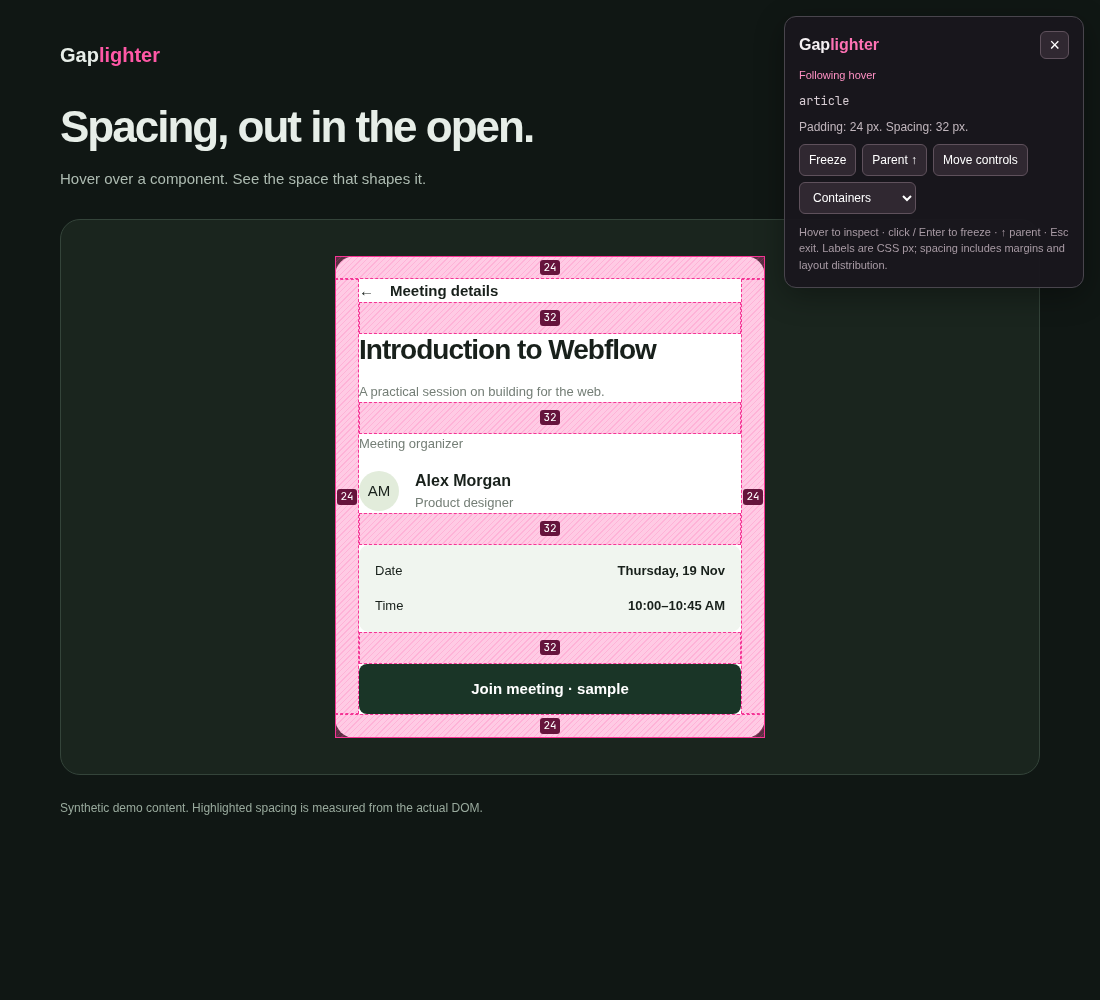 Gaplighter
Spacing, out in the open.
Hover over a component. See the space that shapes it.
Gaplighter
×
Following hover
article
Padding: 24 px. Spacing: 32 px.
Freeze
Parent ↑
Move controls
Containers
Hover to inspect · click / Enter to freeze · ↑ parent · Esc
exit. Labels are CSS px; spacing includes margins and
layout distribution.
24
← Meeting details
32
Introduction to Webflow
A practical session on building for the web.
32
Meeting organizer
AM
Alex Morgan
Product designer
24
24
32
Date Thursday, 19 Nov
Time 10:00–10:45 AM
32
Join meeting · sample
24
Synthetic demo content. Highlighted spacing is measured from the actual DOM.